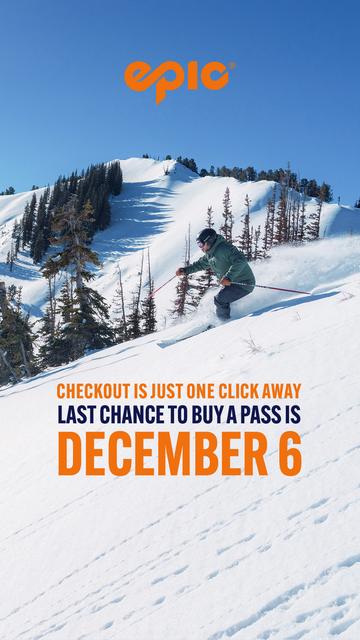 epic®
CHECKOUT IS JUST ONE CLICK AWAY
LAST CHANCE TO BUY A PASS IS
DECEMBER 6